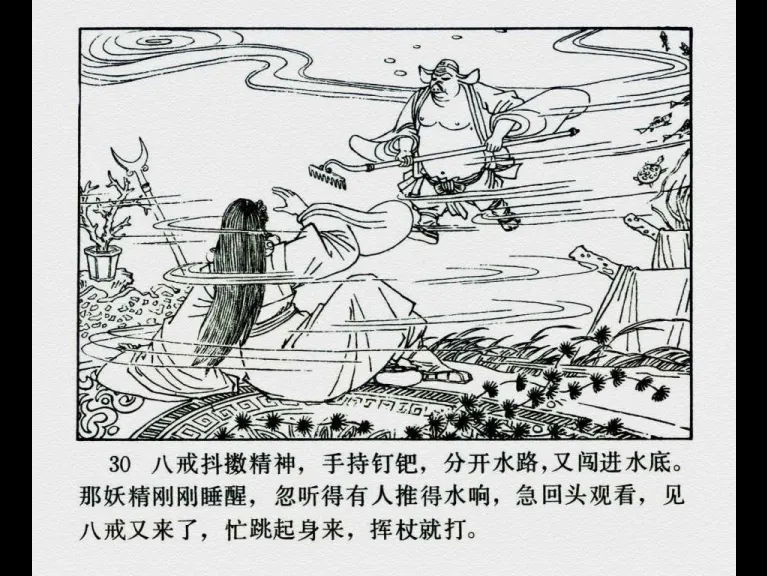 30 八戒抖擞精神，手持钉钯，分开水路，又闯进水底。
那妖精刚刚睡醒，忽听得有人推得水响，急回头观看，见
八戒又来了，忙跳起身来，挥杖就打。